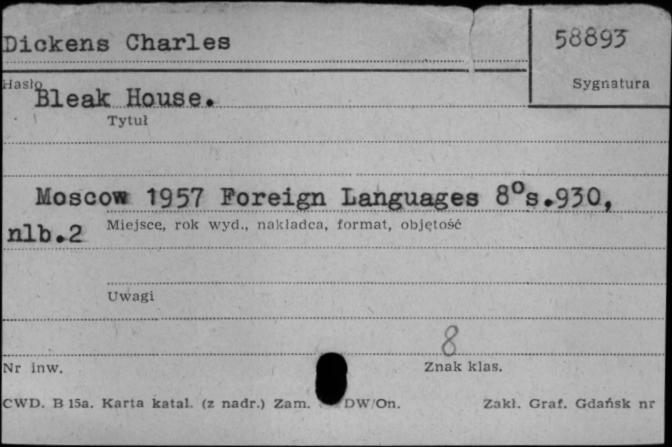 Dickens Charles
58893
Hasło
Sygnatura
Bleak House.
Tytuł
Moscow 1957 Foreign Languages 8°s.930,
nlb.2
Miejsce, rok wyd., nakładca, format, objętość
Uwagi
8
Nr inw.
Znak klas.
CWD. B 15a. Karta katal. (z nadr.) Zam. DW/On. Zakł. Graf. Gdańsk nr